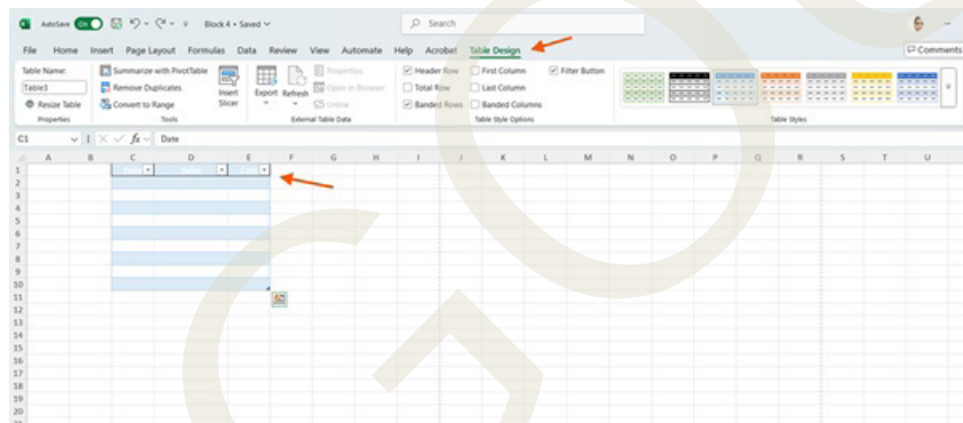 AutoSave On Block 4 • Saved Search
File Home Insert Page Layout Formulas Data Review View Automate Help Acrobat Table Design Comments
Table Name: Summarize with PivotTable Properties Header Row First Column Filter Button
Table3 Remove Duplicates Insert Slicer Export Refresh Open in Browser Total Row Last Column
Resize Table Convert to Range Unlink Banded Rows Banded Columns
Properties Tools External Table Data Table Style Options Table Styles
C1 fx Date
A B C D E F G H I J K L M N O P Q R S T U
1
2
3
4
5
6
7
8
9
10
11
12
13
14
15
16
17
18
19
20